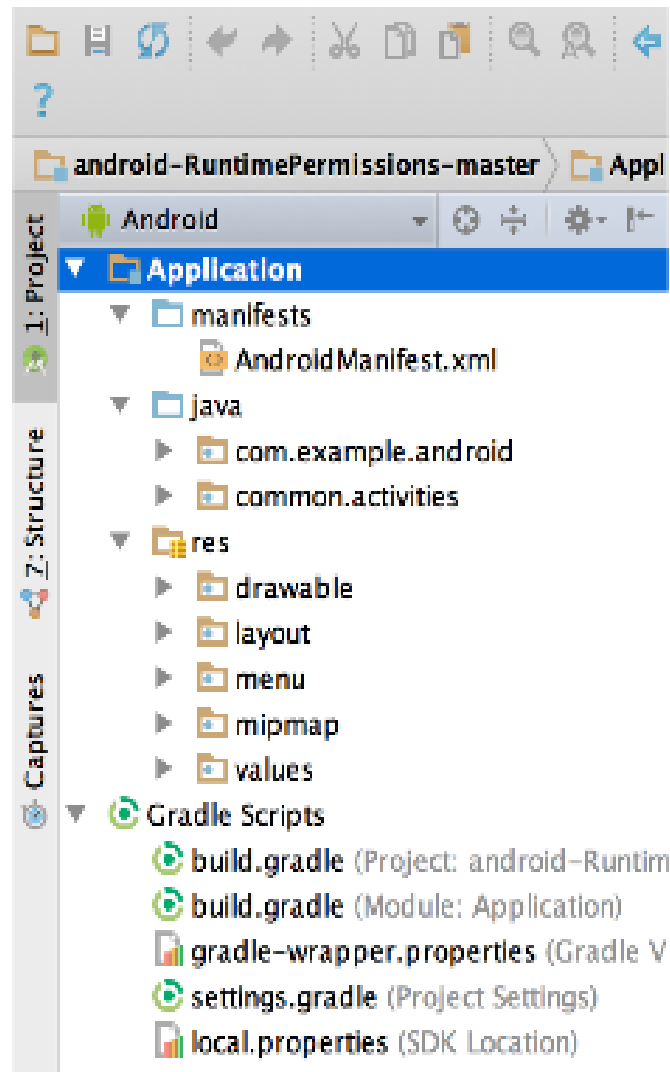 ?
android-RuntimePermissions-master Appl
Android
1: Project
Application
manifests
AndroidManifest.xml
java
com.example.android
common.activities
7: Structure
res
drawable
layout
menu
mipmap
values
Captures
Gradle Scripts
build.gradle (Project: android-Runtim
build.gradle (Module: Application)
gradle-wrapper.properties (Gradle V
settings.gradle (Project Settings)
local.properties (SDK Location)